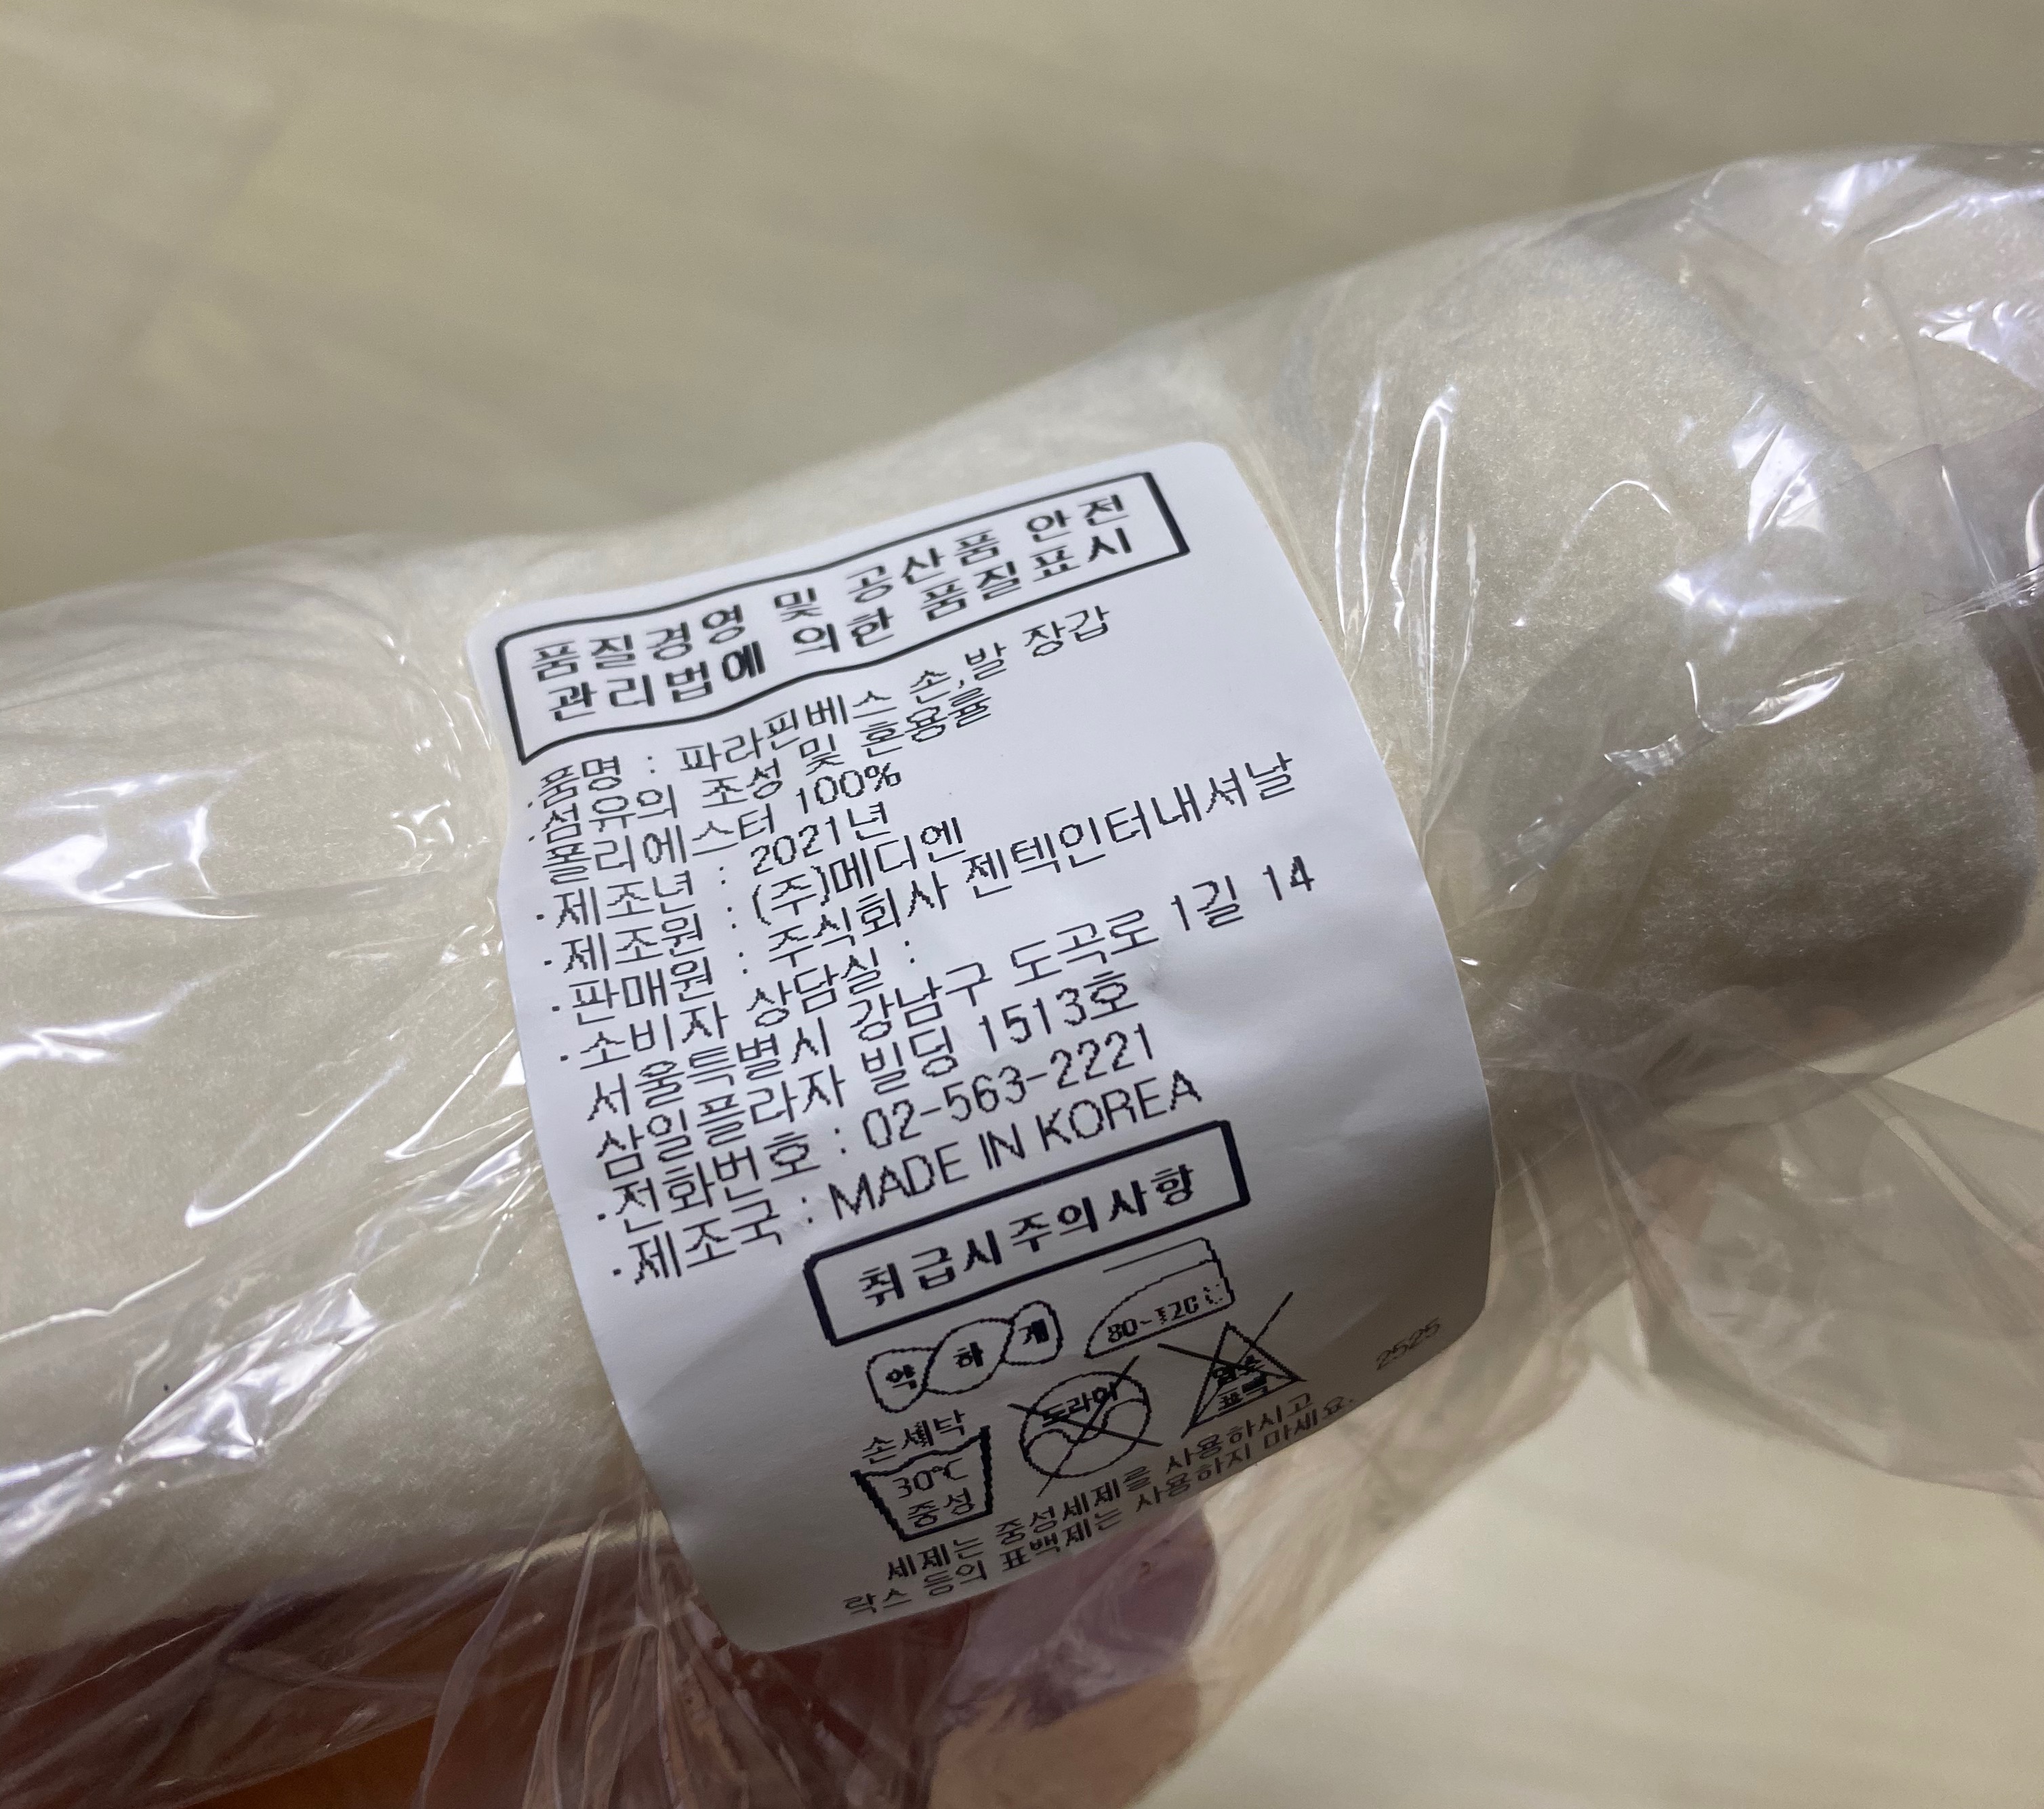 품질경영 및 공산품 안전
관리법에 의한 품질표시
·품명 : 파라핀베스 손,발 장갑
·섬유의 조성 및 혼용률
폴리에스터 100%
·제조년 : 2021년
·제조원 : (주)메디엔
·판매원 : 주식회사 젠텍인터내셔날
·소비자 상담실 :
서울특별시 강남구 도곡로 1길 14
삼일플라자 빌딩 1513호
·전화번호 : 02-563-2221
·제조국 : MADE IN KOREA
취급시주의사항
약하게
80~120℃
손세탁
30℃
중성
드라이
염소
표백
2525
세제는 중성세제를 사용하시고
락스 등의 표백제는 사용하지 마세요.